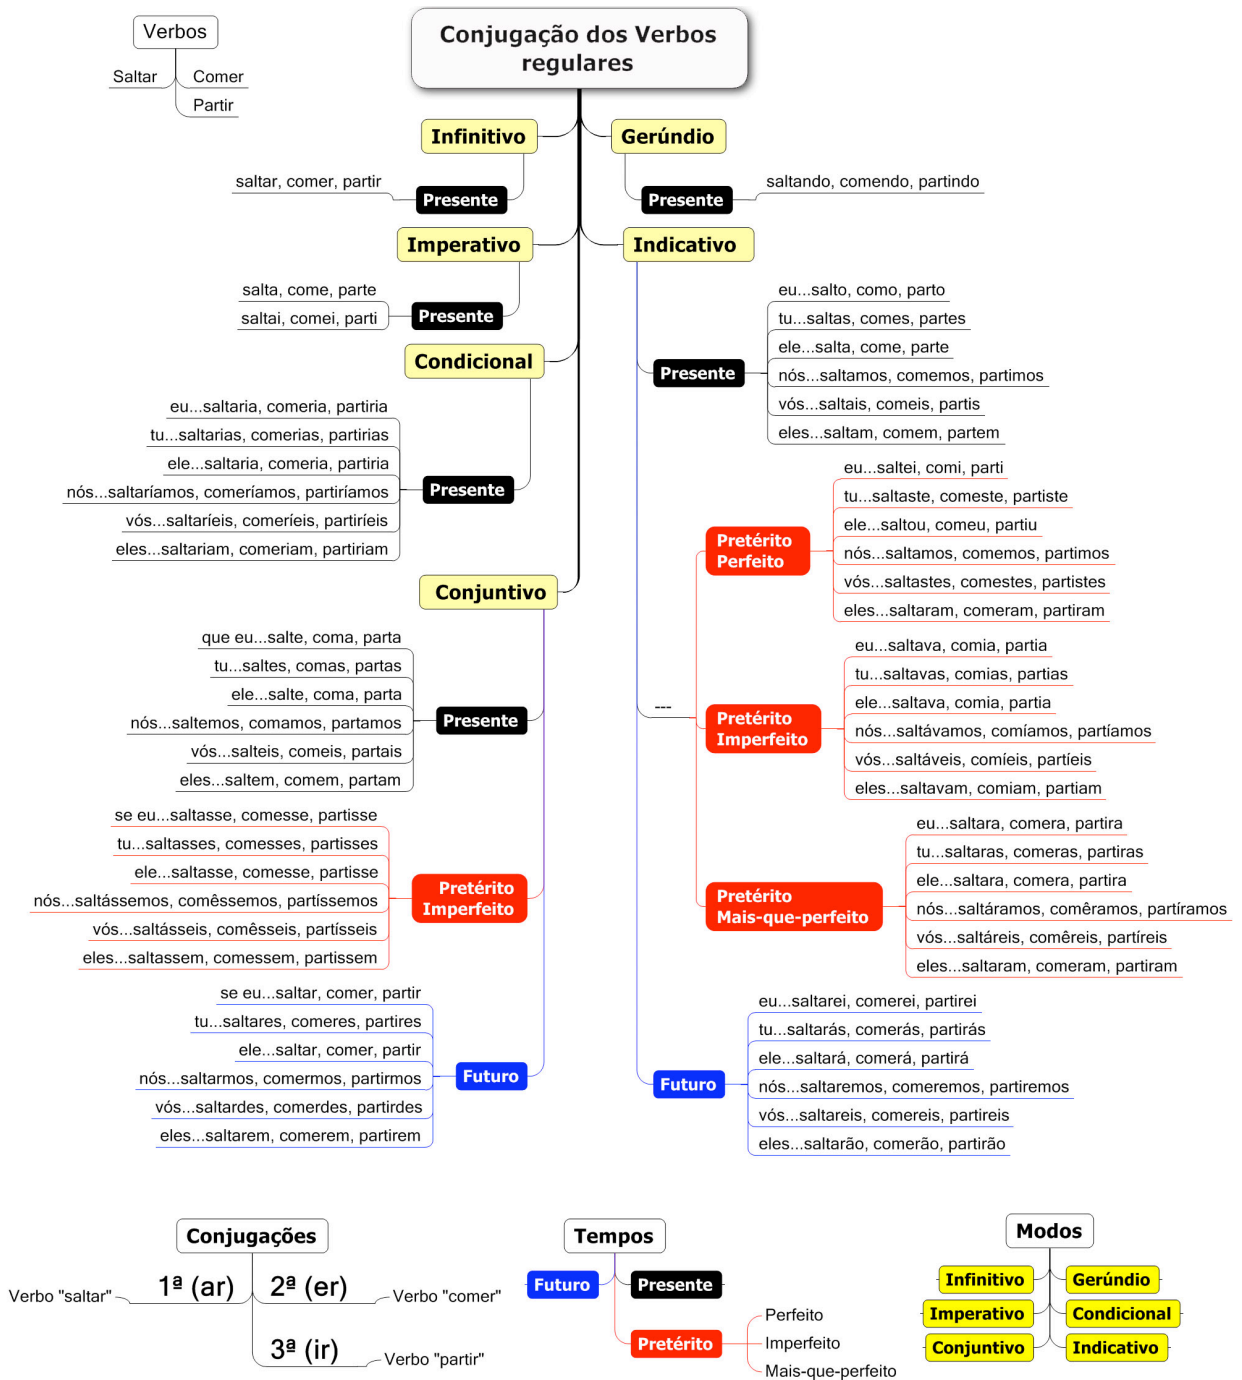 Verbos
Saltar
Comer
Partir
Conjugação dos Verbos
regulares
Infinitivo
saltar, comer, partir
Presente
Gerúndio
Presente
saltando, comendo, partindo
Imperativo
salta, come, parte
saltai, comei, parti
Presente
Condicional
eu...saltaria, comeria, partiria
tu...saltarias, comerias, partirias
ele...saltaria, comeria, partiria
nós...saltaríamos, comeríamos, partiríamos
vós...saltaríeis, comeríeis, partiríeis
eles...saltariam, comeriam, partiriam
Presente
Conjuntivo
que eu...salte, coma, parta
tu...saltes, comas, partas
ele...salte, coma, parta
nós...saltemos, comamos, partamos
vós...salteis, comeis, partais
eles...saltem, comem, partam
Presente
se eu...saltasse, comesse, partisse
tu...saltasses, comesses, partisses
ele...saltasse, comesse, partisse
nós...saltássemos, comêssemos, partíssemos
vós...saltásseis, comêsseis, partísseis
eles...saltassem, comessem, partissem
Pretérito
Imperfeito
se eu...saltar, comer, partir
tu...saltares, comeres, partires
ele...saltar, comer, partir
nós...saltarmos, comermos, partirmos
vós...saltardes, comerdes, partirdes
eles...saltarem, comerem, partirem
Futuro
Indicativo
Presente
eu...salto, como, parto
tu...saltas, comes, partes
ele...salta, come, parte
nós...saltamos, comemos, partimos
vós...saltais, comeis, partis
eles...saltam, comem, partem
---
Pretérito
Perfeito
eu...saltei, comi, parti
tu...saltaste, comeste, partiste
ele...saltou, comeu, partiu
nós...saltamos, comemos, partimos
vós...saltastes, comestes, partistes
eles...saltaram, comeram, partiram
Pretérito
Imperfeito
eu...saltava, comia, partia
tu...saltavas, comias, partias
ele...saltava, comia, partia
nós...saltávamos, comíamos, partíamos
vós...saltáveis, comíeis, partíeis
eles...saltavam, comiam, partiam
Pretérito
Mais-que-perfeito
eu...saltara, comera, partira
tu...saltaras, comeras, partiras
ele...saltara, comera, partira
nós...saltáramos, comêramos, partíramos
vós...saltáreis, comêreis, partíreis
eles...saltaram, comeram, partiram
Futuro
eu...saltarei, comerei, partirei
tu...saltarás, comerás, partirás
ele...saltará, comerá, partirá
nós...saltaremos, comeremos, partiremos
vós...saltareis, comereis, partireis
eles...saltarão, comerão, partirão
Conjugações
1ª (ar)
Verbo "saltar"
2ª (er)
Verbo "comer"
3ª (ir)
Verbo "partir"
Tempos
Futuro
Presente
Pretérito
Perfeito
Imperfeito
Mais-que-perfeito
Modos
Infinitivo
Gerúndio
Imperativo
Condicional
Conjuntivo
Indicativo